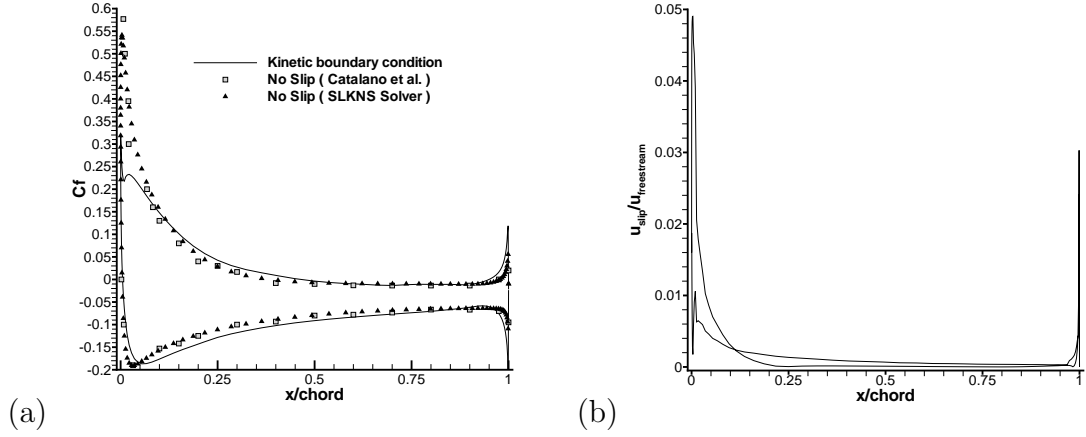 0.6
0.55
0.5
0.45
0.4
0.35
0.3
0.25
0.2
0.15
0.1
0.05
0
-0.05
-0.1
-0.15
-0.2
Cf
Kinetic boundary condition
No Slip ( Catalano et al. )
No Slip ( SLKNS Solver )
0 0.25 0.5 0.75 1
x/chord
(a)
0.05
0.04
0.03
0.02
0.01
0
u_slip/u_freestream
0 0.25 0.5 0.75 1
x/chord
(b)